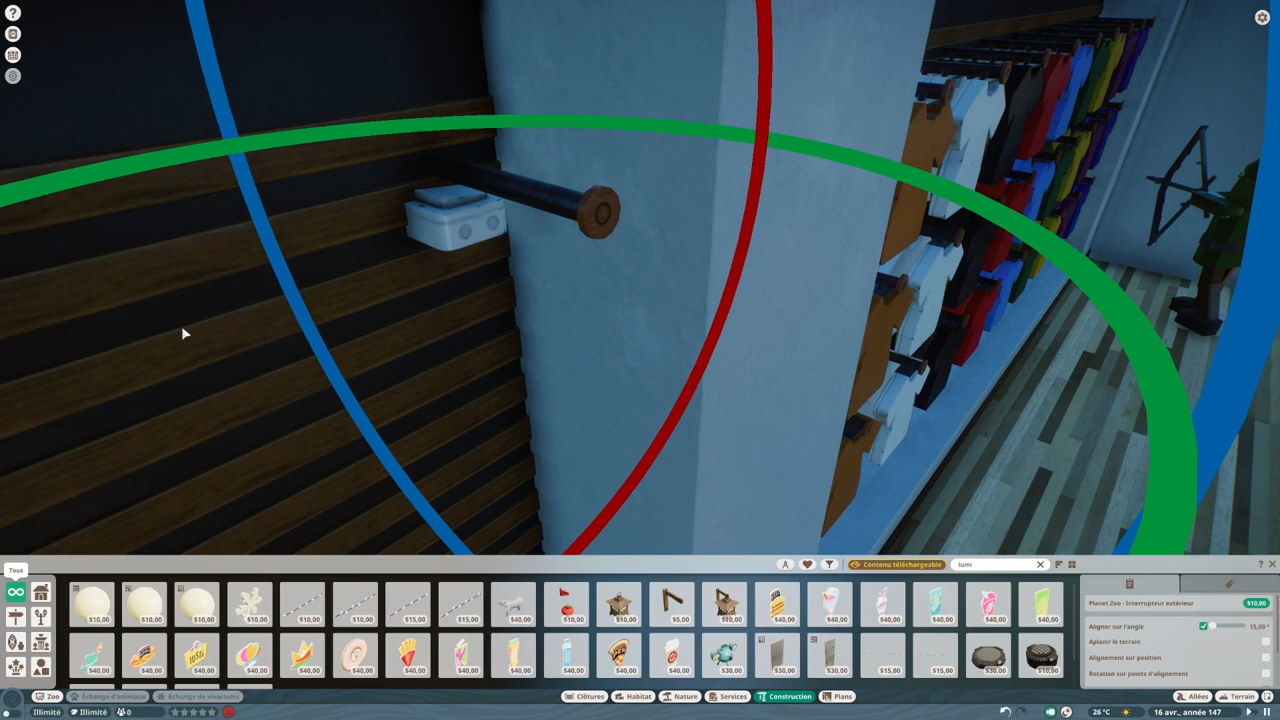 Tous
Contenu téléchargeable
lumi
$10,00 $10,00 $10,00 $10,00 $10,00 $10,00 $10,00 $10,00 $40,00 $10,00 $10,00 $5,00 $10,00 $40,00 $40,00 $40,00 $40,00 $40,00 $40,00
$40,00 $40,00 $40,00 $40,00 $40,00 $40,00 $40,00 $40,00 $40,00 $40,00 $40,00 $40,00 $30,00 $30,00 $30,00 $15,00 $15,00 $30,00 $10,00
Planet Zoo - Interrupteur extérieur $10,00
Aligner sur l'angle 15,00°
Aplanir le terrain
Alignement sur position
Rotation sur points d'alignement
Zoo Échange d'animaux Échange de vivariums Clôtures Habitat Nature Services Construction Plans Allées Terrain
Illimité Illimité 0 26 °C 16 avr., année 147